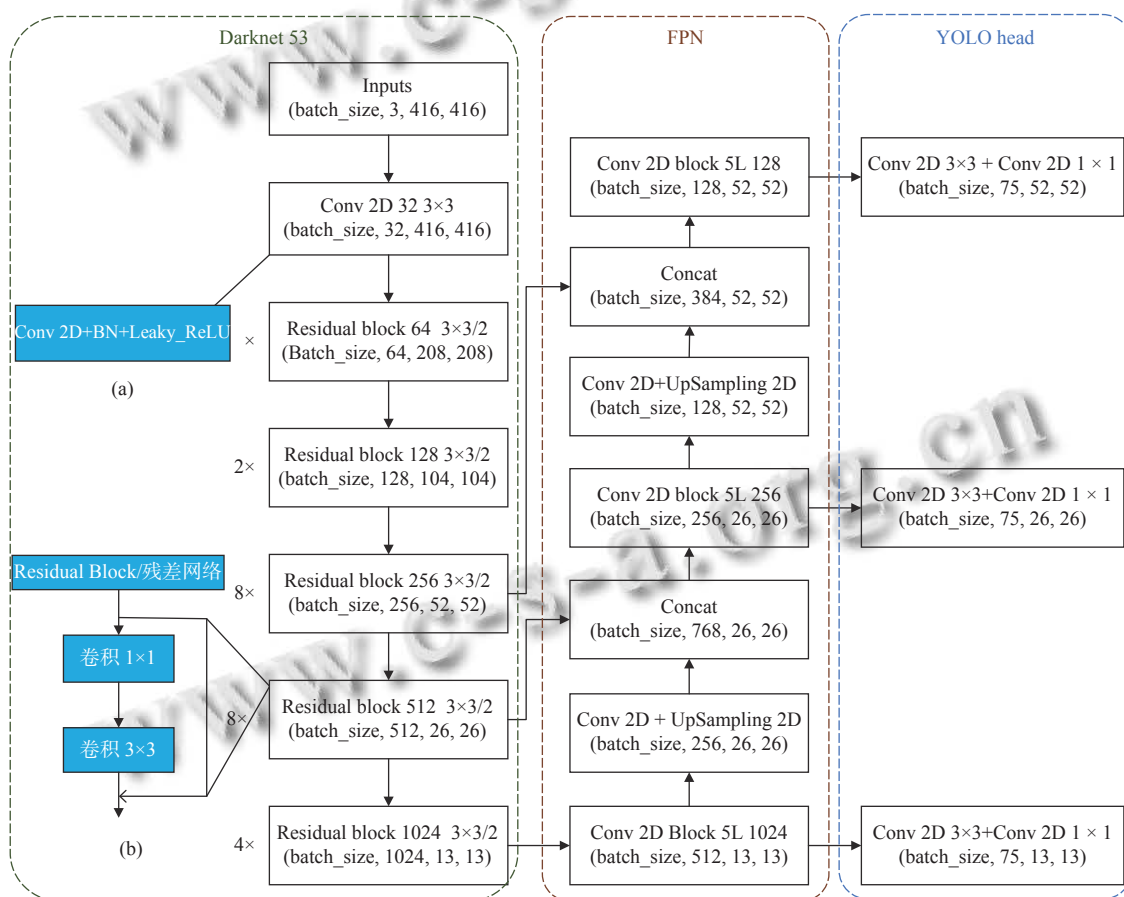 Darknet 53
Inputs
(batch_size, 3, 416, 416)
Conv 2D 32 3×3
(batch_size, 32, 416, 416)
Conv 2D+BN+Leaky_ReLU
(a)
×
Residual block 64 3×3/2
(Batch_size, 64, 208, 208)
2×
Residual block 128 3×3/2
(batch_size, 128, 104, 104)
8×
Residual block 256 3×3/2
(batch_size, 256, 52, 52)
Residual Block/残差网络
卷积 1×1
卷积 3×3
(b)
8×
Residual block 512 3×3/2
(batch_size, 512, 26, 26)
4×
Residual block 1024 3×3/2
(batch_size, 1024, 13, 13)
FPN
Conv 2D block 5L 128
(batch_size, 128, 52, 52)
Concat
(batch_size, 384, 52, 52)
Conv 2D+UpSampling 2D
(batch_size, 128, 52, 52)
Conv 2D block 5L 256
(batch_size, 256, 26, 26)
Concat
(batch_size, 768, 26, 26)
Conv 2D + UpSampling 2D
(batch_size, 256, 26, 26)
Conv 2D Block 5L 1024
(batch_size, 512, 13, 13)
YOLO head
Conv 2D 3×3 + Conv 2D 1 × 1
(batch_size, 75, 52, 52)
Conv 2D 3×3+Conv 2D 1 × 1
(batch_size, 75, 26, 26)
Conv 2D 3×3+Conv 2D 1 × 1
(batch_size, 75, 13, 13)
www.c-s-a.org.cn
www.c-s